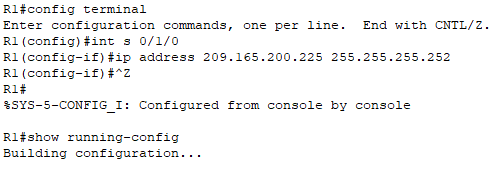 R1#config terminal
Enter configuration commands, one per line.  End with CNTL/Z.
R1(config)#int s 0/1/0
R1(config-if)#ip address 209.165.200.225 255.255.255.252
R1(config-if)#^Z
R1#
%SYS-5-CONFIG_I: Configured from console by console
R1#show running-config
Building configuration...